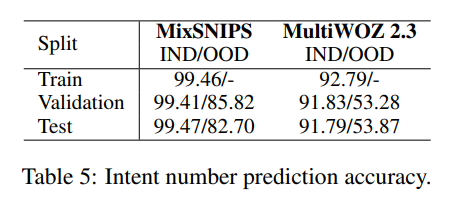 Split MixSNIPS MultiWOZ 2.3
IND/OOD IND/OOD
Train 99.46/- 92.79/-
Validation 99.41/85.82 91.83/53.28
Test 99.47/82.70 91.79/53.87
Table 5: Intent number prediction accuracy.